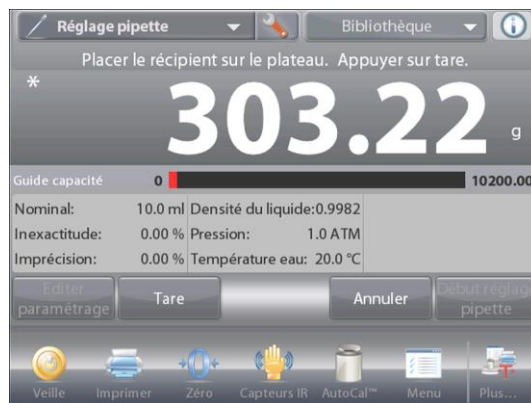 Réglage pipette
Bibliothèque
Placer le récipient sur le plateau. Appuyer sur tare.
* 303.22 g
Guide capacité 0 10200.00
Nominal: 10.0 ml Densité du liquide:0.9982
Inexactitude: 0.00 % Pression: 1.0 ATM
Imprécision: 0.00 % Température eau: 20.0 °C
Editer paramétrage
Tare
Annuler
Début réglage pipette
Veille
Imprimer
Zéro
Capteurs IR
AutoCal™
Menu
Plus...